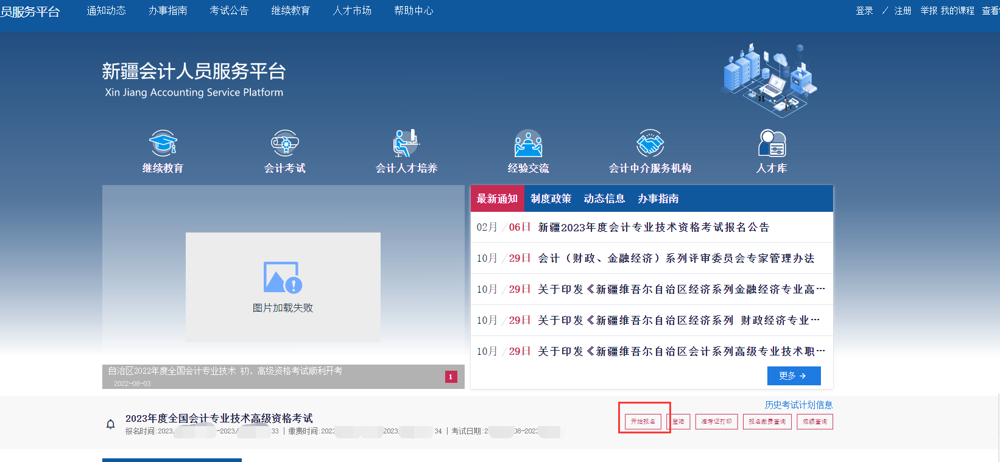 员服务平台 通知动态 办事指南 考试公告 继续教育 人才市场 帮助中心 登录 / 注册 举报 我的课程 查看
新疆会计人员服务平台
Xin Jiang Accounting Service Platform
继续教育 会计考试 会计人才培养 经验交流 会计中介服务机构 人才库
最新通知 制度政策 动态信息 办事指南
02月 / 06日 新疆2023年度会计专业技术资格考试报名公告
10月 / 29日 会计（财政、金融经济）系列评审委员会专家管理办法
10月 / 29日 关于印发《新疆维吾尔自治区经济系列金融经济专业高…
10月 / 29日 关于印发《新疆维吾尔自治区经济系列 财政经济专业…
10月 / 29日 关于印发《新疆维吾尔自治区会计系列高级专业技术职…
更多 →
图片加载失败
自治区2022年度全国会计专业技术 初、高级资格考试顺利开考
2022-08-03
1
历史考试计划信息
2023年度全国会计专业技术高级资格考试
报名时间:2023 -2023/ 33 | 缴费时间:2023 2023 34 | 考试日期:2 08-2023
开始报名 登陆 准考证打印 报名缴费查询 成绩查询